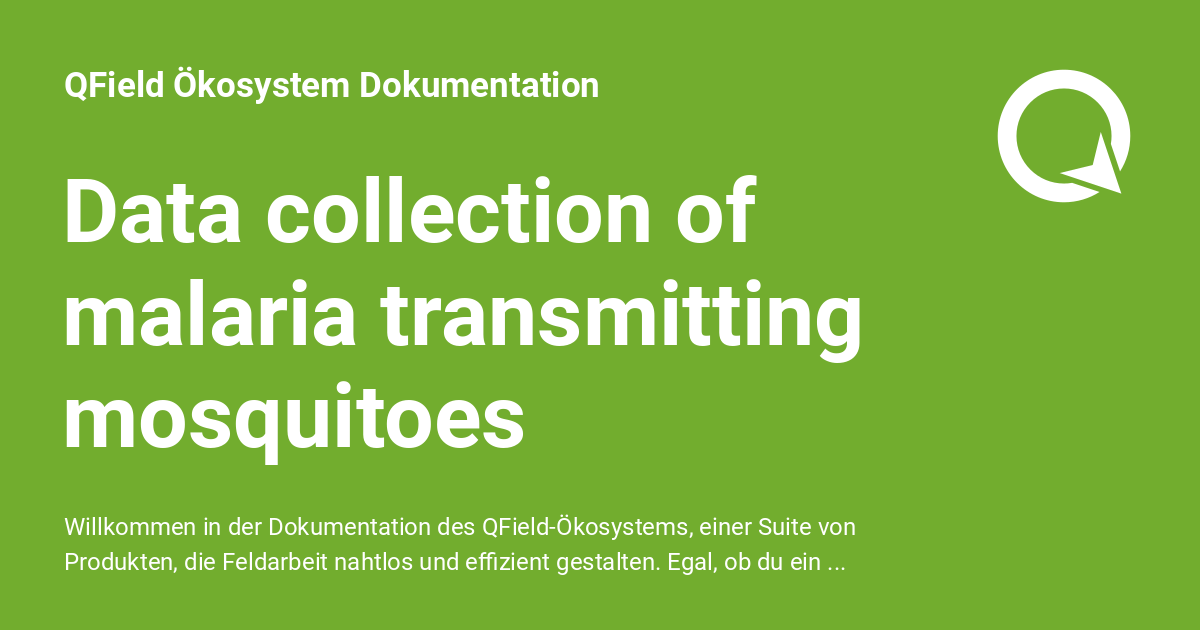 QField Ökosystem Dokumentation
Data collection of
malaria transmitting
mosquitoes
Willkommen in der Dokumentation des QField-Ökosystems, einer Suite von
Produkten, die Feldarbeit nahtlos und effizient gestalten. Egal, ob du ein ...